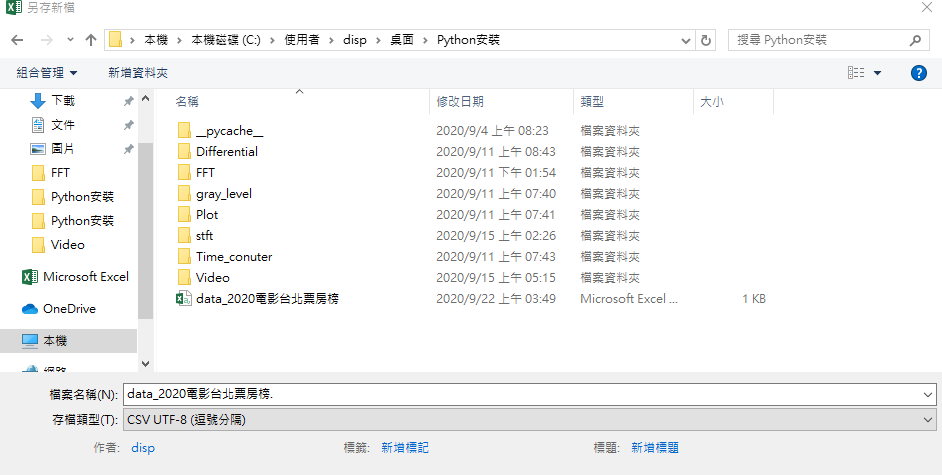 另存新檔
本機 > 本機磁碟 (C:) > 使用者 > disp > 桌面 > Python安裝
搜尋 Python安裝
組合管理 新增資料夾
下載
文件
圖片
FFT
Python安裝
Python安裝
Video
Microsoft Excel
OneDrive
本機
網路
名稱 修改日期 類型 大小
__pycache__ 2020/9/4 上午 08:23 檔案資料夾
Differential 2020/9/11 上午 08:43 檔案資料夾
FFT 2020/9/11 下午 01:54 檔案資料夾
gray_level 2020/9/11 上午 07:40 檔案資料夾
Plot 2020/9/11 上午 07:41 檔案資料夾
stft 2020/9/15 上午 02:26 檔案資料夾
Time_conuter 2020/9/11 上午 07:43 檔案資料夾
Video 2020/9/15 上午 05:15 檔案資料夾
data_2020電影台北票房榜 2020/9/22 上午 03:49 Microsoft Excel ... 1 KB
檔案名稱(N): data_2020電影台北票房榜.
存檔類型(T): CSV UTF-8 (逗號分隔)
作者: disp 標籤: 新增標記 標題: 新增標題